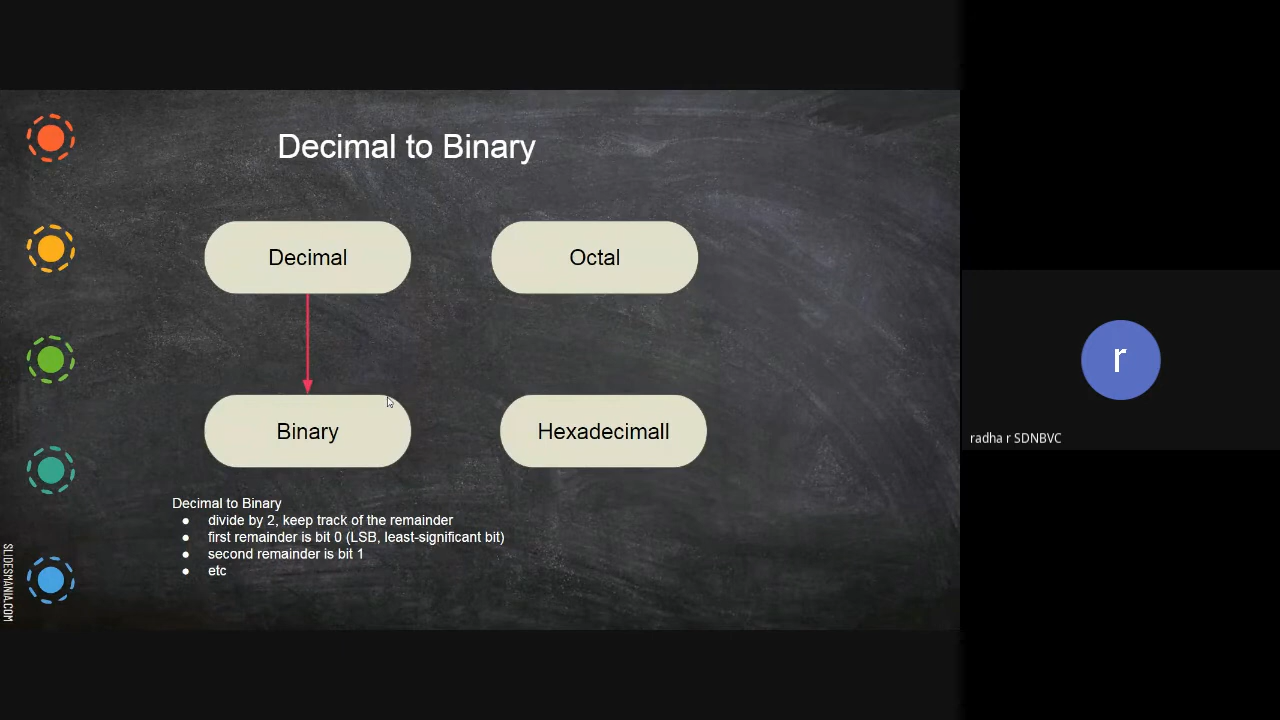 Decimal to Binary
Decimal
Octal
Binary
Hexadecimall
Decimal to Binary
● divide by 2, keep track of the remainder
● first remainder is bit 0 (LSB, least-significant bit)
● second remainder is bit 1
● etc
SLIDESMANIA.COM
r
radha r SDNBVC